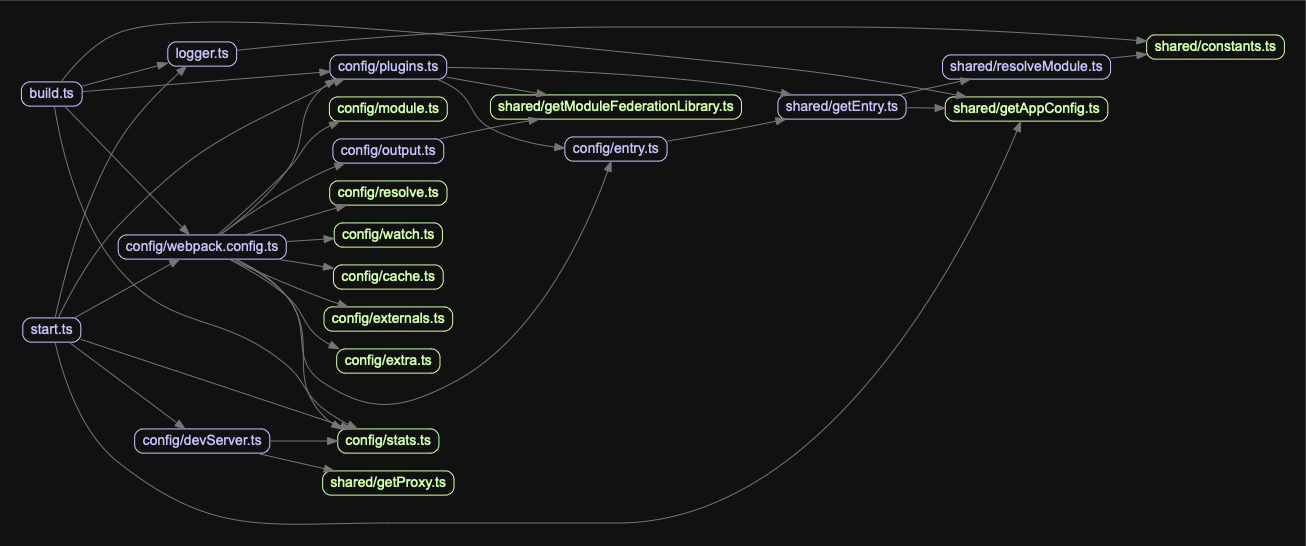 build.ts
start.ts
logger.ts
config/webpack.config.ts
config/devServer.ts
config/plugins.ts
config/module.ts
config/output.ts
config/resolve.ts
config/watch.ts
config/cache.ts
config/externals.ts
config/extra.ts
config/stats.ts
shared/getProxy.ts
shared/getModuleFederationLibrary.ts
config/entry.ts
shared/getEntry.ts
shared/resolveModule.ts
shared/getAppConfig.ts
shared/constants.ts